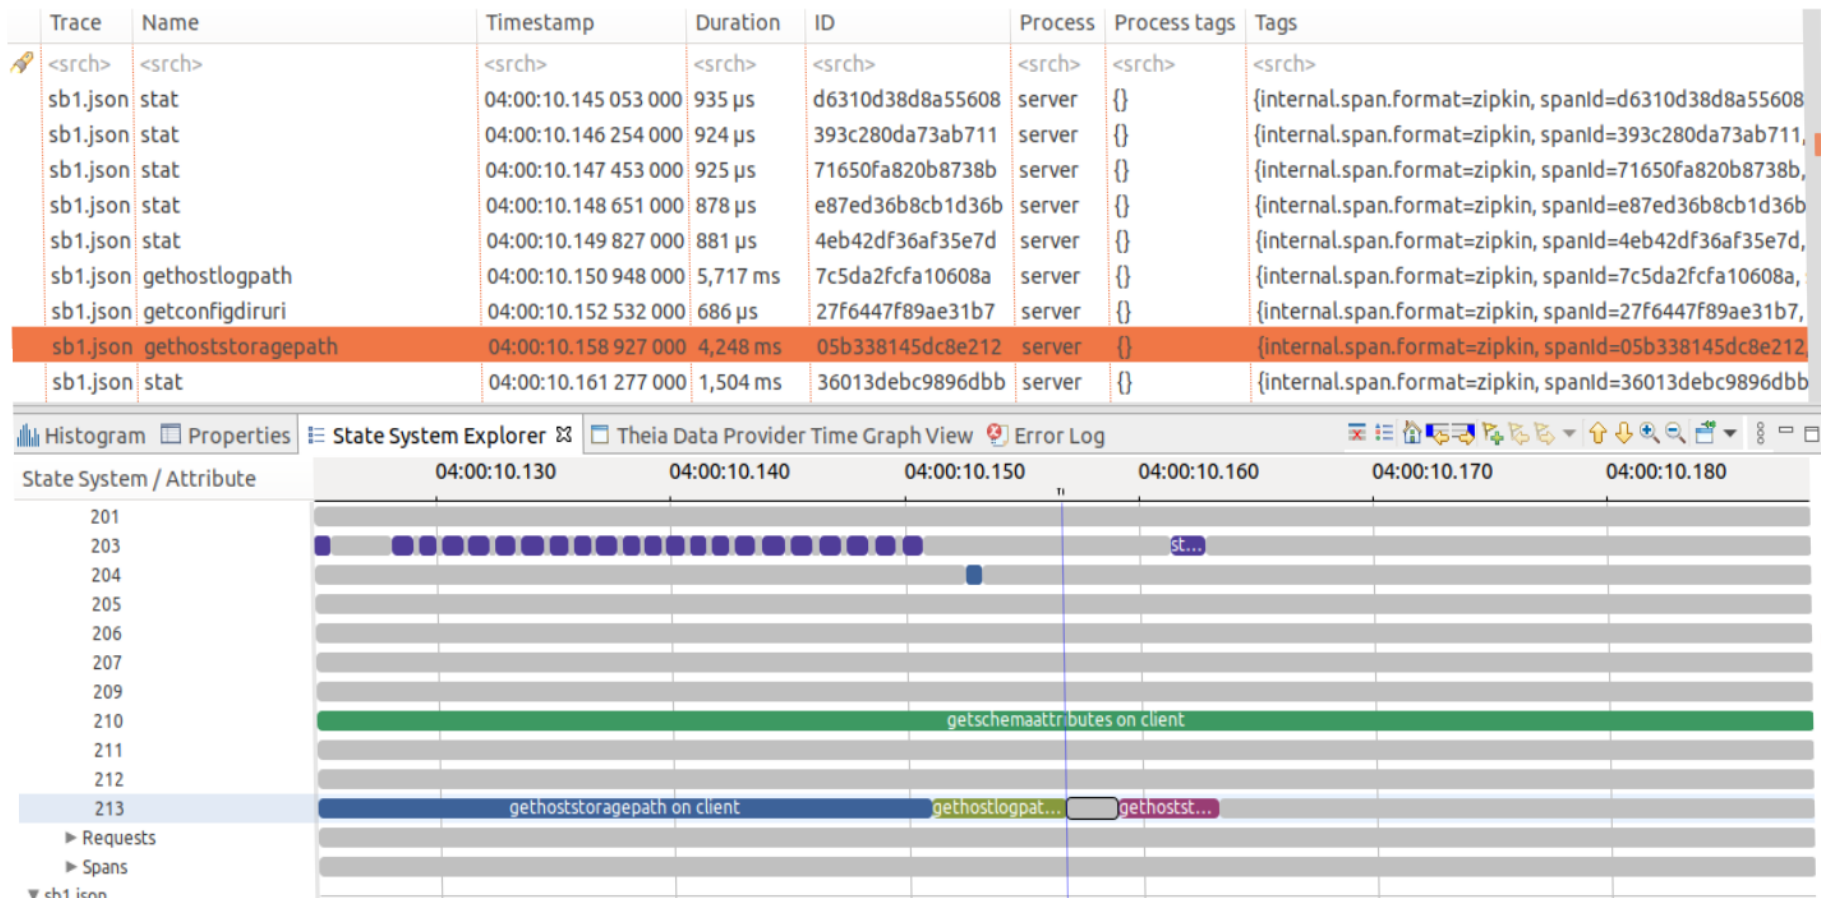 Trace Name Timestamp Duration ID Process Process tags Tags
<srch> <srch> <srch> <srch> <srch> <srch> <srch> <srch>
sb1.json stat 04:00:10.145 053 000 935 µs d6310d38d8a55608 server {} {internal.span.format=zipkin, spanId=d6310d38d8a55608
sb1.json stat 04:00:10.146 254 000 924 µs 393c280da73ab711 server {} {internal.span.format=zipkin, spanId=393c280da73ab711,
sb1.json stat 04:00:10.147 453 000 925 µs 71650fa820b8738b server {} {internal.span.format=zipkin, spanId=71650fa820b8738b,
sb1.json stat 04:00:10.148 651 000 878 µs e87ed36b8cb1d36b server {} {internal.span.format=zipkin, spanId=e87ed36b8cb1d36b
sb1.json stat 04:00:10.149 827 000 881 µs 4eb42df36af35e7d server {} {internal.span.format=zipkin, spanId=4eb42df36af35e7d,
sb1.json gethostlogpath 04:00:10.150 948 000 5,717 ms 7c5da2fcfa10608a server {} {internal.span.format=zipkin, spanId=7c5da2fcfa10608a,
sb1.json getconfigdiruri 04:00:10.152 532 000 686 µs 27f6447f89ae31b7 server {} {internal.span.format=zipkin, spanId=27f6447f89ae31b7,
sb1.json gethoststoragepath 04:00:10.158 927 000 4,248 ms 05b338145dc8e212 server {} {internal.span.format=zipkin, spanId=05b338145dc8e212,
sb1.json stat 04:00:10.161 277 000 1,504 ms 36013debc9896dbb server {} {internal.span.format=zipkin, spanId=36013debc9896dbb
Histogram Properties State System Explorer Theia Data Provider Time Graph View Error Log
State System / Attribute 04:00:10.130 04:00:10.140 04:00:10.150 04:00:10.160 04:00:10.170 04:00:10.180
201
203 st...
204
205
206
207
209
210 getschemaattributes on client
211
212
213 gethoststoragepath on client gethostlogpat... gethostst...
Requests
Spans
sb1.json